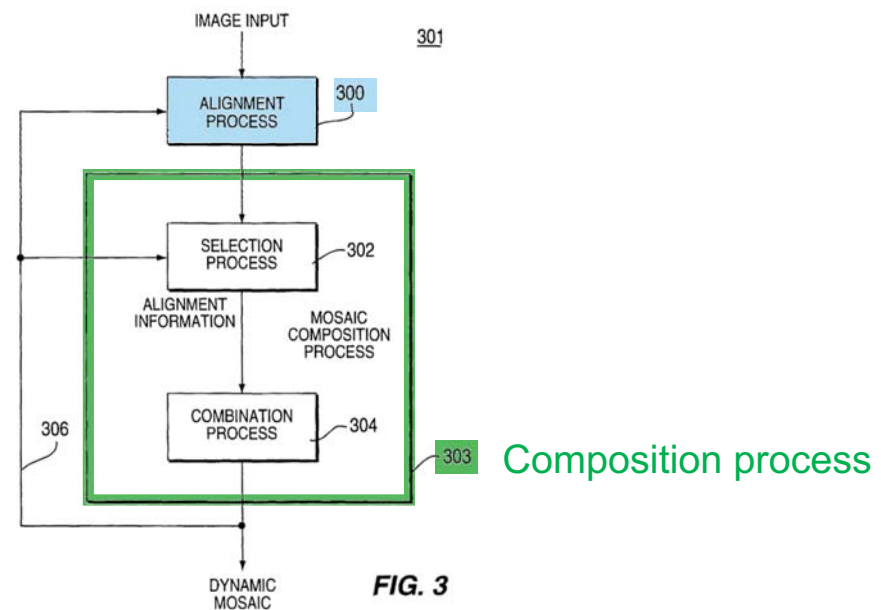 IMAGE INPUT
301
ALIGNMENT
PROCESS
300
SELECTION
PROCESS
302
ALIGNMENT
INFORMATION
MOSAIC
COMPOSITION
PROCESS
COMBINATION
PROCESS
304
306
303
Composition process
DYNAMIC
MOSAIC
FIG. 3